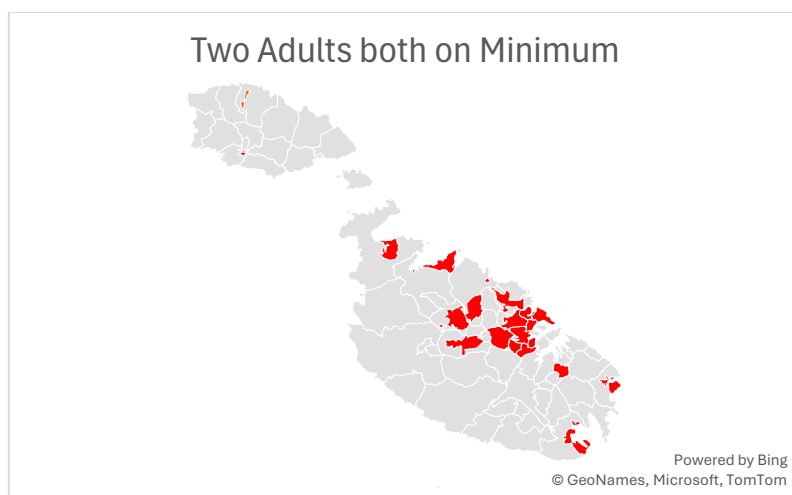 Two Adults both on Minimum
Powered by Bing
© GeoNames, Microsoft, TomTom